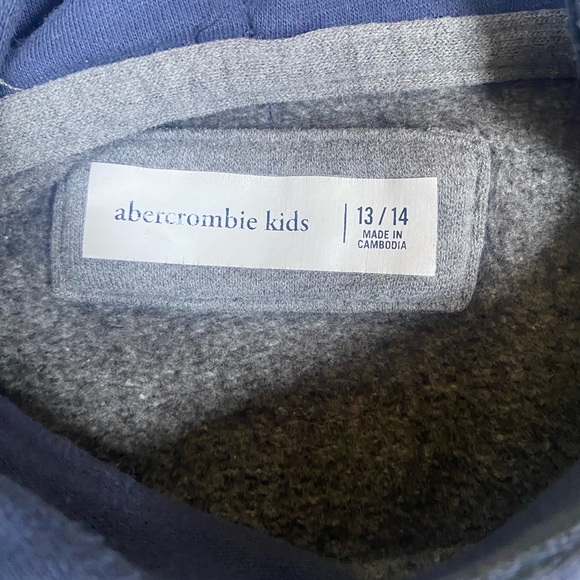 abercrombie kids
13 / 14
MADE IN
CAMBODIA